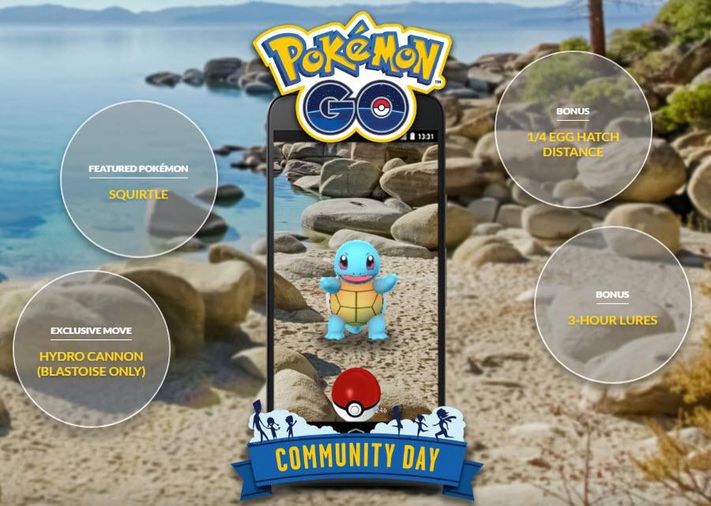 POKÉMON
GO
™
13:31
FEATURED POKÉMON
SQUIRTLE
BONUS
1/4 EGG HATCH
DISTANCE
EXCLUSIVE MOVE
HYDRO CANNON
(BLASTOISE ONLY)
BONUS
3-HOUR LURES
COMMUNITY DAY